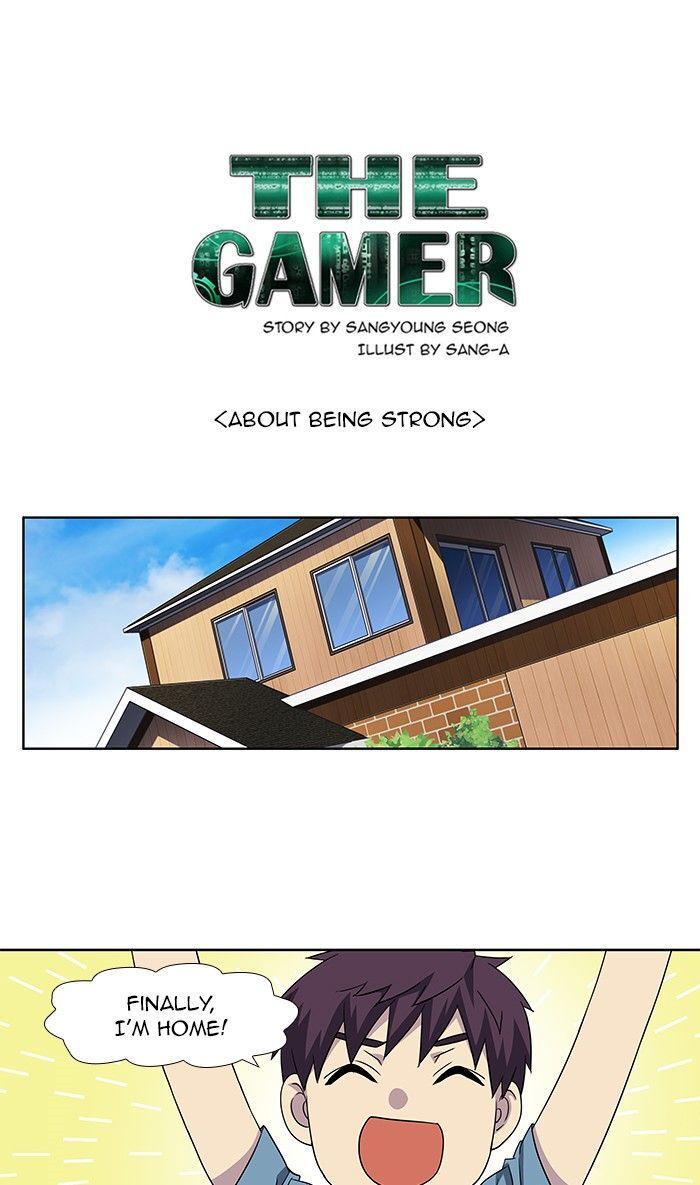 THE
GAMER
STORY BY SANGYOUNG SEONG
ILLUST BY SANG-A
<ABOUT BEING STRONG>
FINALLY,
I'M HOME!